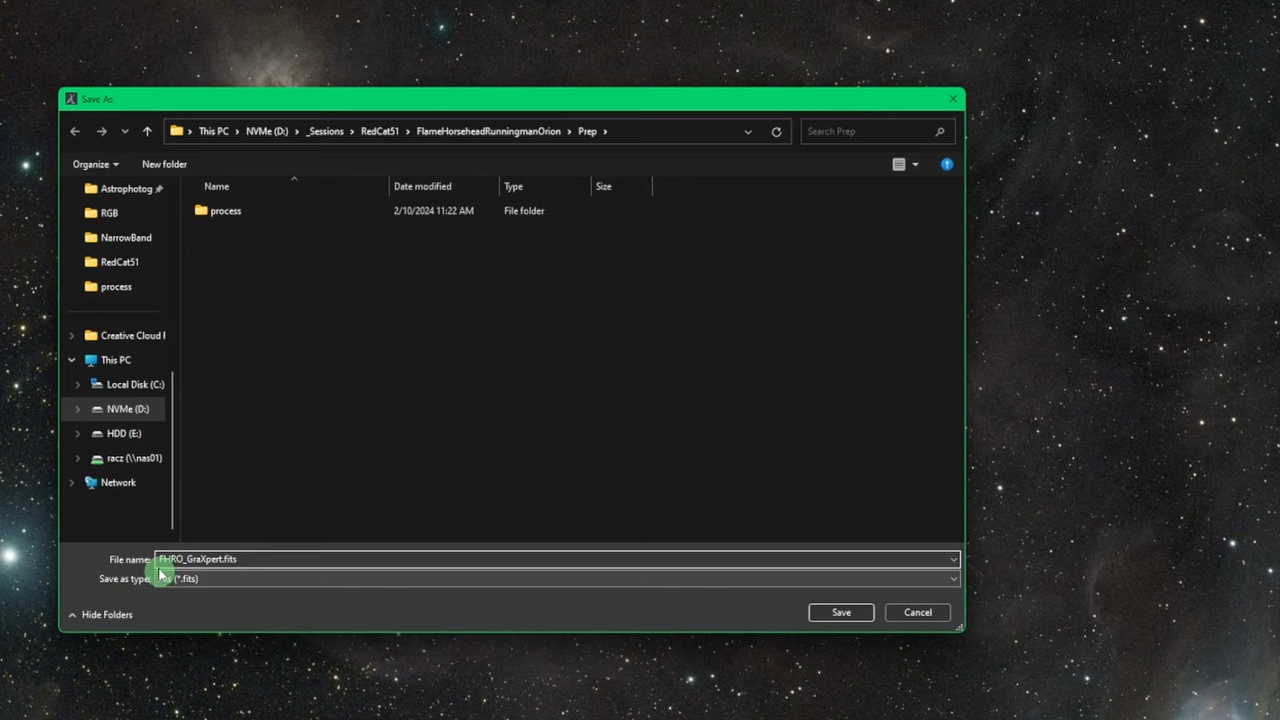 Save As
This PC
NVMe (D:)
_Sessions
RedCat51
FlameHorseheadRunningmanOrion
Prep
Search Prep
Organize
New folder
Name
Date modified
Type
Size
Astrophotog
process
2/10/2024 11:22 AM
File folder
RGB
NarrowBand
RedCat51
process
Creative Cloud F
This PC
Local Disk (C:)
NVMe (D:)
HDD (E:)
racz (\\nas01)
Network
File name:
FHRO_GraXpert.fits
Save as type:
(*.fits)
Hide Folders
Save
Cancel